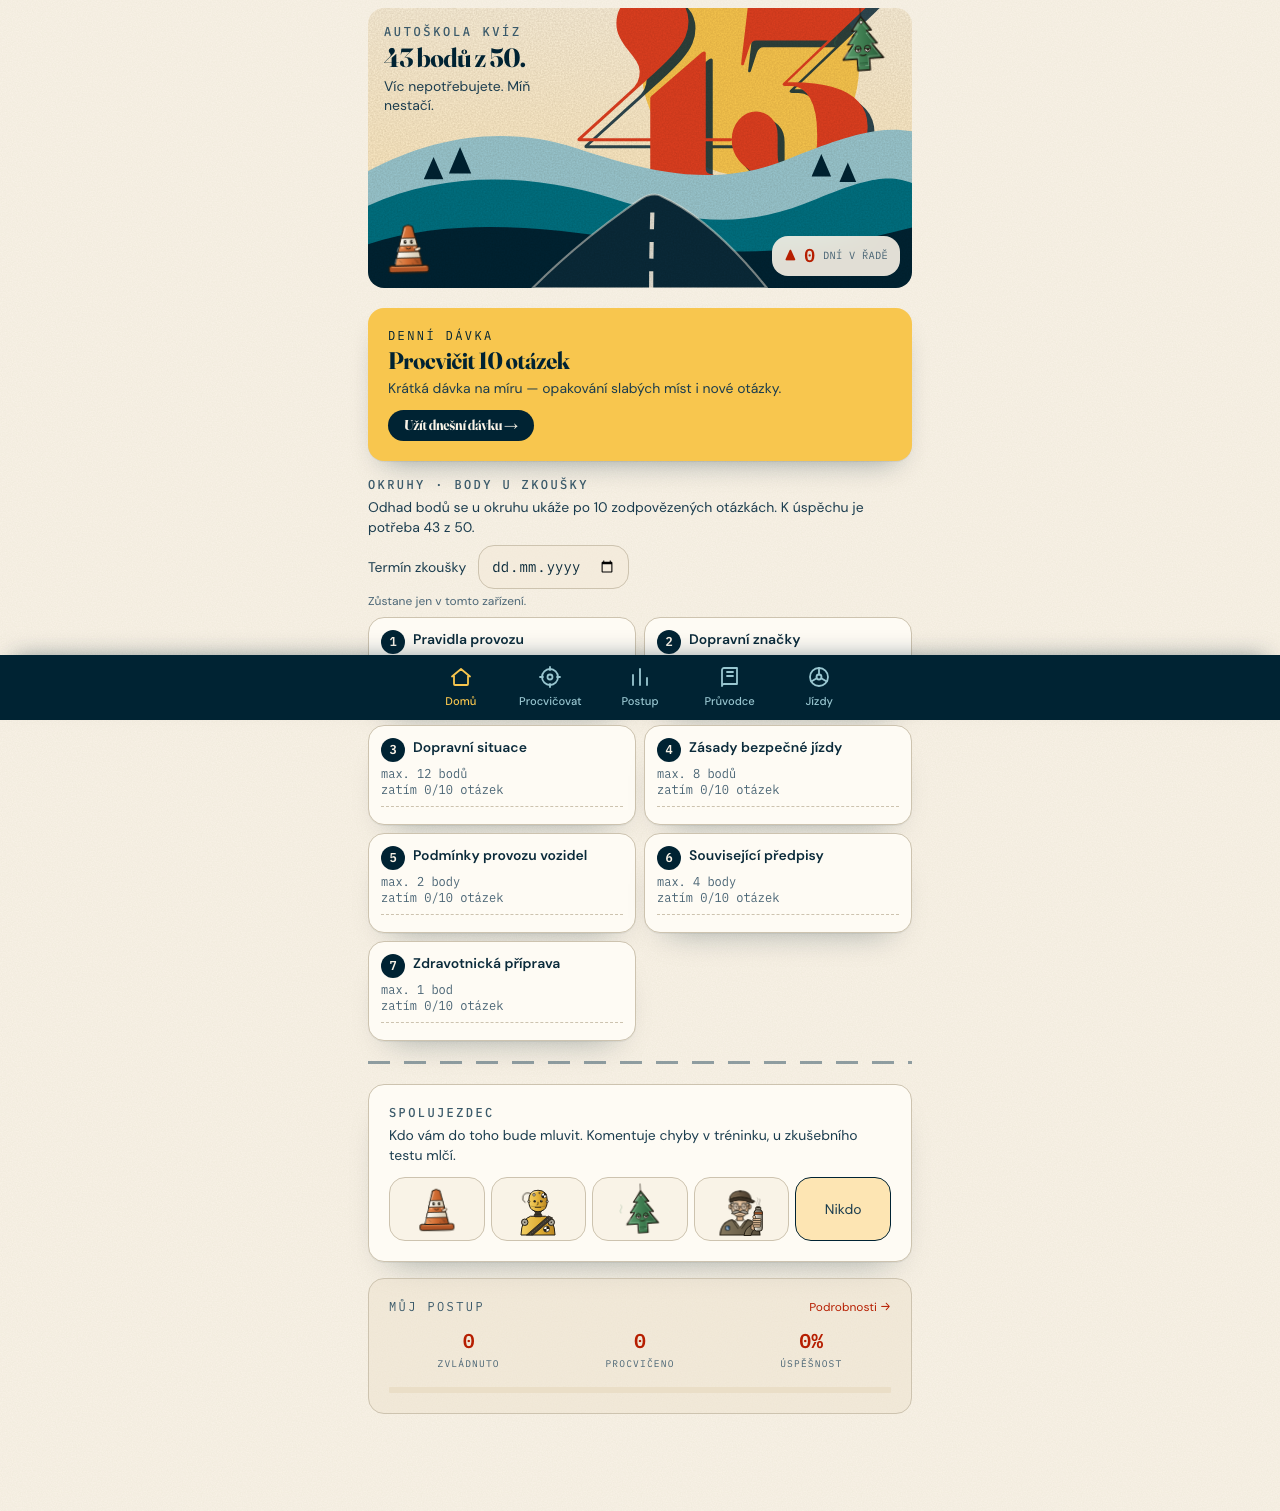 AUTOŠKOLA KVÍZ
43 bodů z 50.
Víc nepotřebujete. Míň
nestačí.
43
0 DNÍ V ŘADĚ
DENNÍ DÁVKA
Procvičit 10 otázek
Krátká dávka na míru — opakování slabých míst i nové otázky.
Užít dnešní dávku →
OKRUHY · BODY U ZKOUŠKY
Odhad bodů se u okruhu ukáže po 10 zodpovězených otázkách. K úspěchu je
potřeba 43 z 50.
Termín zkoušky dd.mm.yyyy
Zůstane jen v tomto zařízení.
1 Pravidla provozu
2 Dopravní značky
Domů
Procvičovat
Postup
Průvodce
Jízdy
3 Dopravní situace
max. 12 bodů
zatím 0/10 otázek
4 Zásady bezpečné jízdy
max. 8 bodů
zatím 0/10 otázek
5 Podmínky provozu vozidel
max. 2 body
zatím 0/10 otázek
6 Související předpisy
max. 4 body
zatím 0/10 otázek
7 Zdravotnická příprava
max. 1 bod
zatím 0/10 otázek
SPOLUJEZDEC
Kdo vám do toho bude mluvit. Komentuje chyby v tréninku, u zkušebního
testu mlčí.
Nikdo
MŮJ POSTUP
Podrobnosti →
0
ZVLÁDNUTO
0
PROCVIČENO
0%
ÚSPĚŠNOST